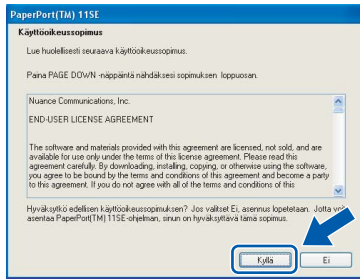 PaperPort(TM) 11SE
Käyttöoikeussopimus
Lue huolellisesti seuraava käyttöoikeussopimus.
Paina PAGE DOWN -näppäintä nähdäksesi sopimuksen loppuosan.
Nuance Communications, Inc.
END-USER LICENSE AGREEMENT
The software and materials provided with this agreement are licensed, not sold, and are
available for use only under the terms of this license agreement. Please read this
agreement carefully. By downloading, installing, copying, or otherwise using the software,
you agree to be bound by the terms and conditions of this agreement and become a party
to this agreement. If you do not agree with all of the terms and conditions of this
Hyväksytkö edellisen käyttöoikeussopimuksen? Jos valitset Ei, asennus lopetetaan. Jotta
asentaa PaperPort(TM) 11SE-ohjelman, sinun on hyväksyttävä tämä sopimus.
Kyllä
Ei